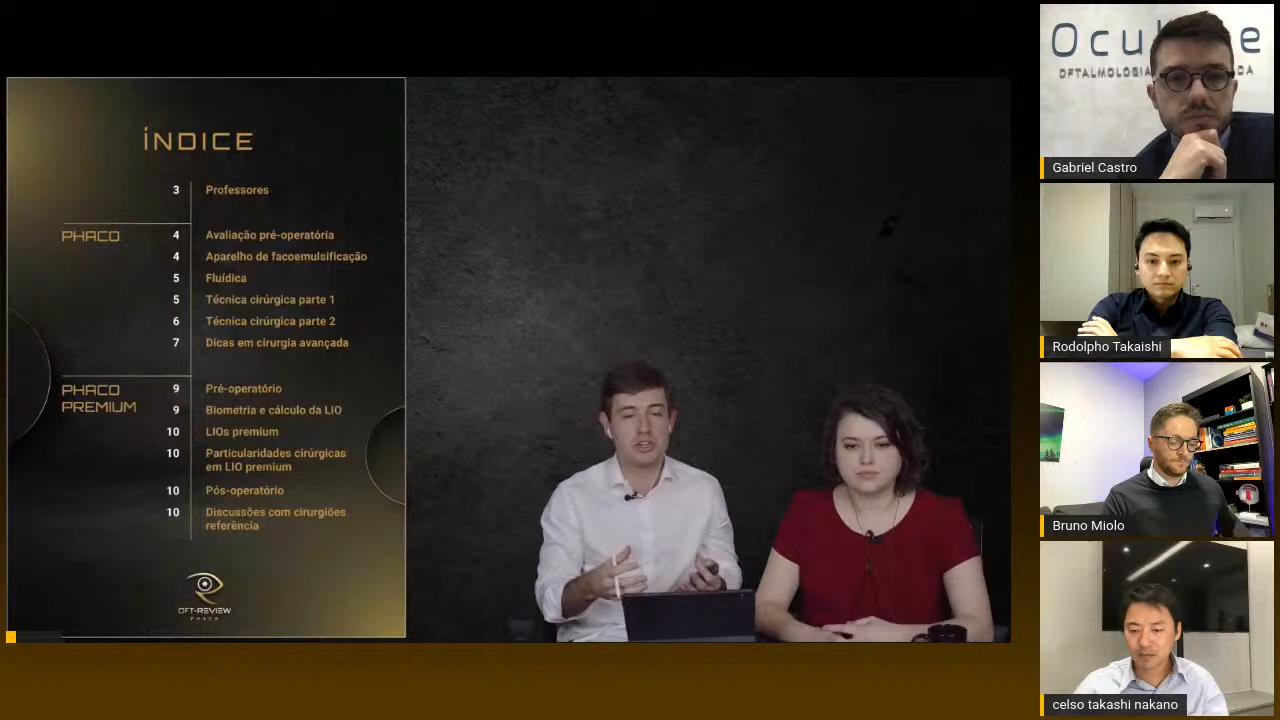 ÍNDICE
3 Professores
PHACO
4 Avaliação pré-operatória
4 Aparelho de facoemulsificação
5 Fluídica
5 Técnica cirúrgica parte 1
6 Técnica cirúrgica parte 2
7 Dicas em cirurgia avançada
PHACO
PREMIUM
9 Pré-operatório
9 Biometria e cálculo da LIO
10 LIOs premium
10 Particularidades cirúrgicas
em LIO premium
10 Pós-operatório
10 Discussões com cirurgiões
referência
OFT-REVIEW
PHACO
OFTALMOLOGIA
Gabriel Castro
Rodolpho Takaishi
Bruno Miolo
celso takashi nakano